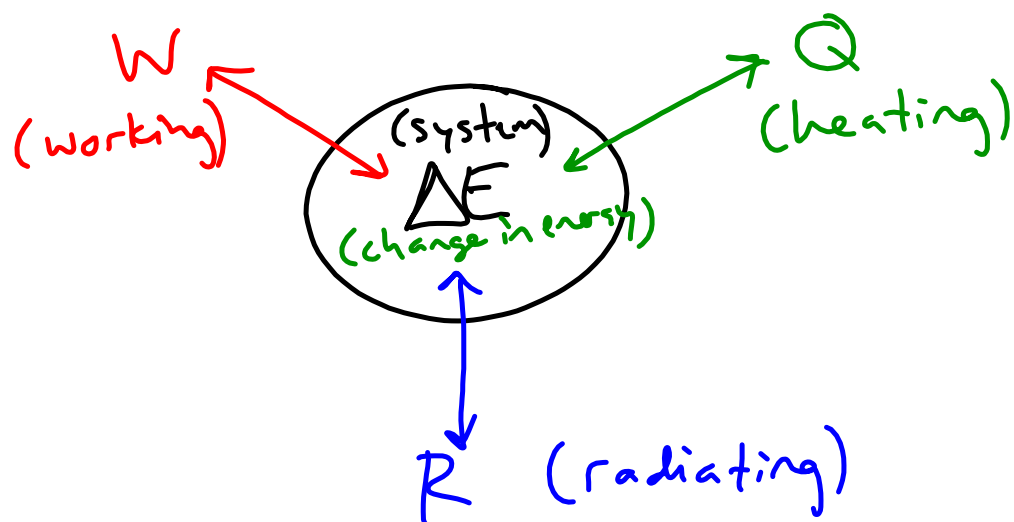 W
(working)
Q
(heating)
(system)
ΔE
(change in energy)
R (radiating)